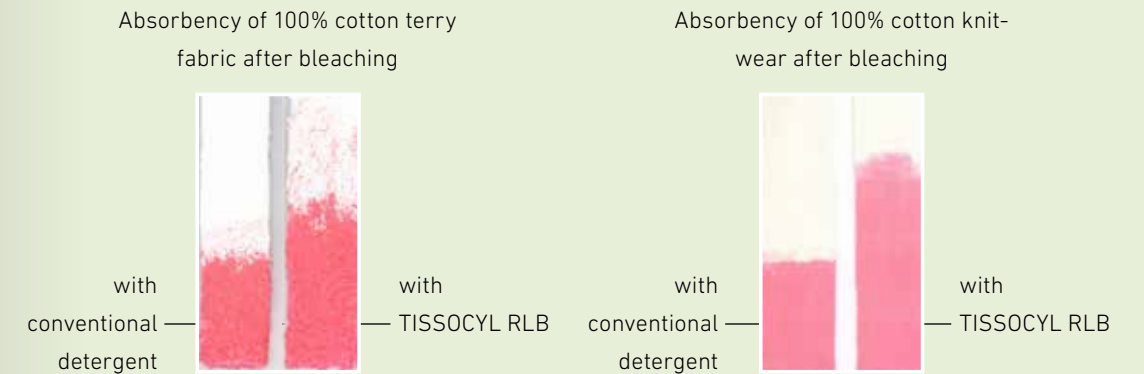 Absorbency of 100% cotton terry
fabric after bleaching
with
conventional
detergent
with
TISSOCYL RLB
Absorbency of 100% cotton knit-
wear after bleaching
with
conventional
detergent
with
TISSOCYL RLB